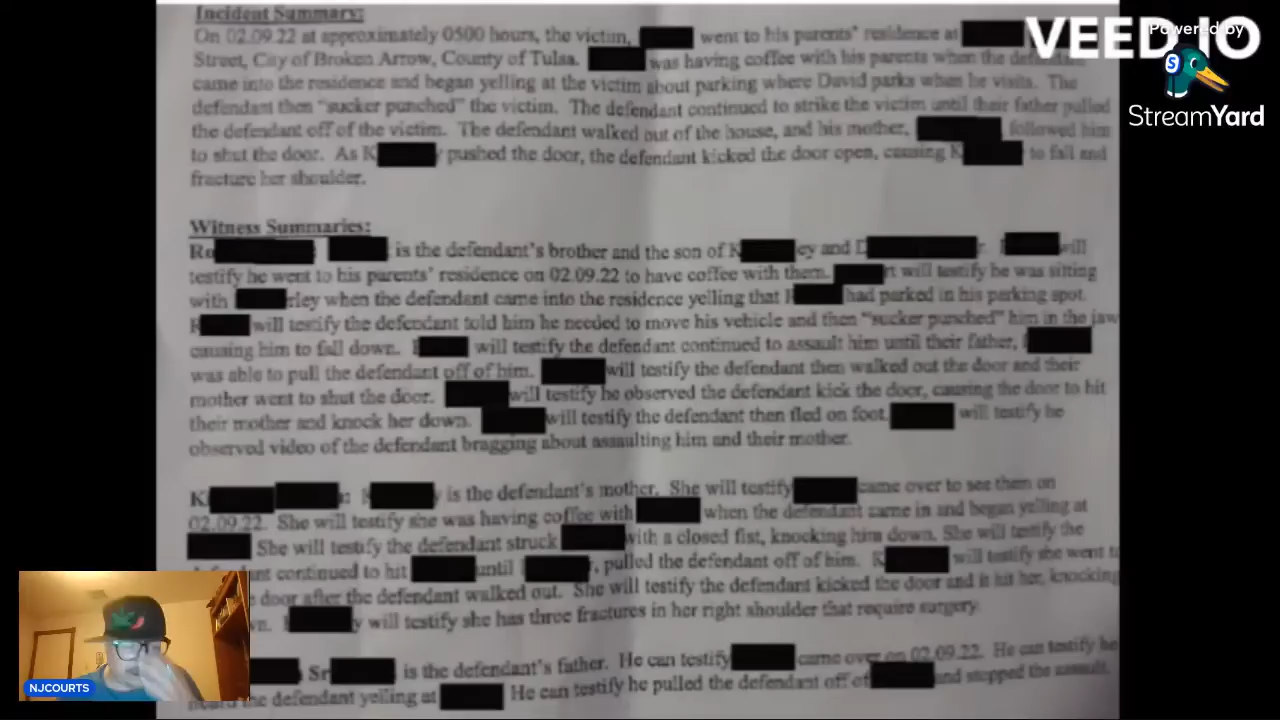 Incident Summary:
On 02.09.22 at approximately 0500 hours, the victim, went to his parents' residence at
Street, City of Broken Arrow, County of Tulsa. was having coffee with his parents when the
came into the residence and began yelling at the victim about parking where David parks when he visits. The
defendant then "sucker punched" the victim. The defendant continued to strike the victim until their father pulled
the defendant off of the victim. The defendant walked out of the house, and his mother, followed him
to shut the door. As K pushed the door, the defendant kicked the door open, causing K to fall and
fracture her shoulder.
Witness Summaries:
Ro is the defendant's brother and the son of K ey and D will
testify he went to his parents' residence on 02.09.22 to have coffee with them. rt will testify he was sitting
with rley when the defendant came into the residence yelling that had parked in his parking spot.
will testify the defendant told him he needed to move his vehicle and then "sucker punched" him in the jaw
causing him to fall down. will testify the defendant continued to assault him until their father,
was able to pull the defendant off of him. will testify the defendant then walked out the door and their
mother went to shut the door. will testify he observed the defendant kick the door, causing the door to hit
their mother and knock her down. will testify the defendant then fled on foot. will testify he
observed video of the defendant bragging about assaulting him and their mother.
K : y is the defendant's mother. She will testify came over to see them on
02.09.22. She will testify she was having coffee with when the defendant came in and began yelling at
She will testify the defendant struck with a closed fist, knocking him down. She will testify the
continued to hit until , pulled the defendant off of him. K will testify she went to
door after the defendant walked out. She will testify the defendant kicked the door and it hit her, knocking
y will testify she has three fractures in her right shoulder that require surgery.
Sr is the defendant's father. He can testify came over on 02.09.22. He can testify he
heard the defendant yelling at He can testify he pulled the defendant off of and stopped the assault.
VEED.IO
Powered by
S
StreamYard
NJCOURTS